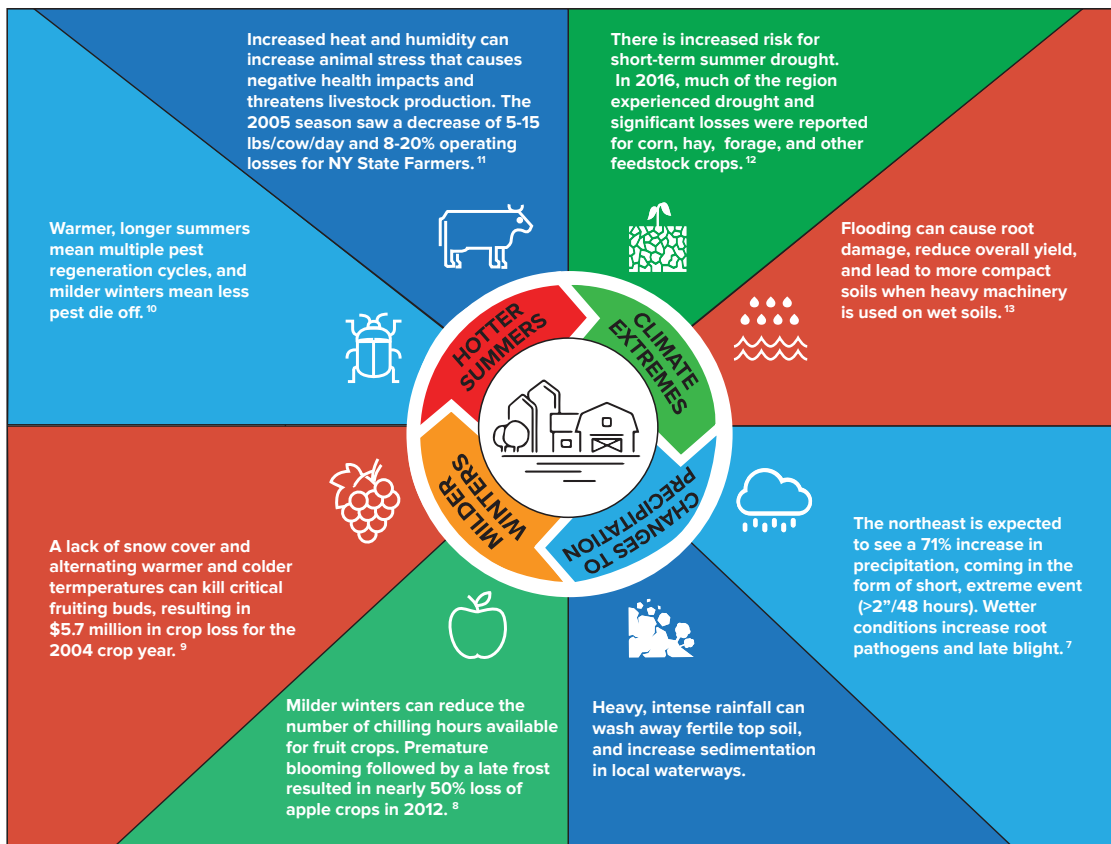 Increased heat and humidity can
increase animal stress that causes
negative health impacts and
threatens livestock production. The
2005 season saw a decrease of 5-15
lbs/cow/day and 8-20% operating
losses for NY State Farmers. 11
There is increased risk for
short-term summer drought.
In 2016, much of the region
experienced drought and
significant losses were reported
for corn, hay, forage, and other
feedstock crops. 12
Warmer, longer summers
mean multiple pest
regeneration cycles, and
milder winters mean less
pest die off. 10
Flooding can cause root
damage, reduce overall yield,
and lead to more compact
soils when heavy machinery
is used on wet soils. 13
HOTTER
SUMMERS
CLIMATE
EXTREMES
MILDER
WINTERS
CHANGES TO
PRECIPITATION
A lack of snow cover and
alternating warmer and colder
termperatures can kill critical
fruiting buds, resulting in
$5.7 million in crop loss for the
2004 crop year. 9
The northeast is expected
to see a 71% increase in
precipitation, coming in the
form of short, extreme event
(>2”/48 hours). Wetter
conditions increase root
pathogens and late blight. 7
Milder winters can reduce the
number of chilling hours available
for fruit crops. Premature
blooming followed by a late frost
resulted in nearly 50% loss of
apple crops in 2012. 8
Heavy, intense rainfall can
wash away fertile top soil,
and increase sedimentation
in local waterways.